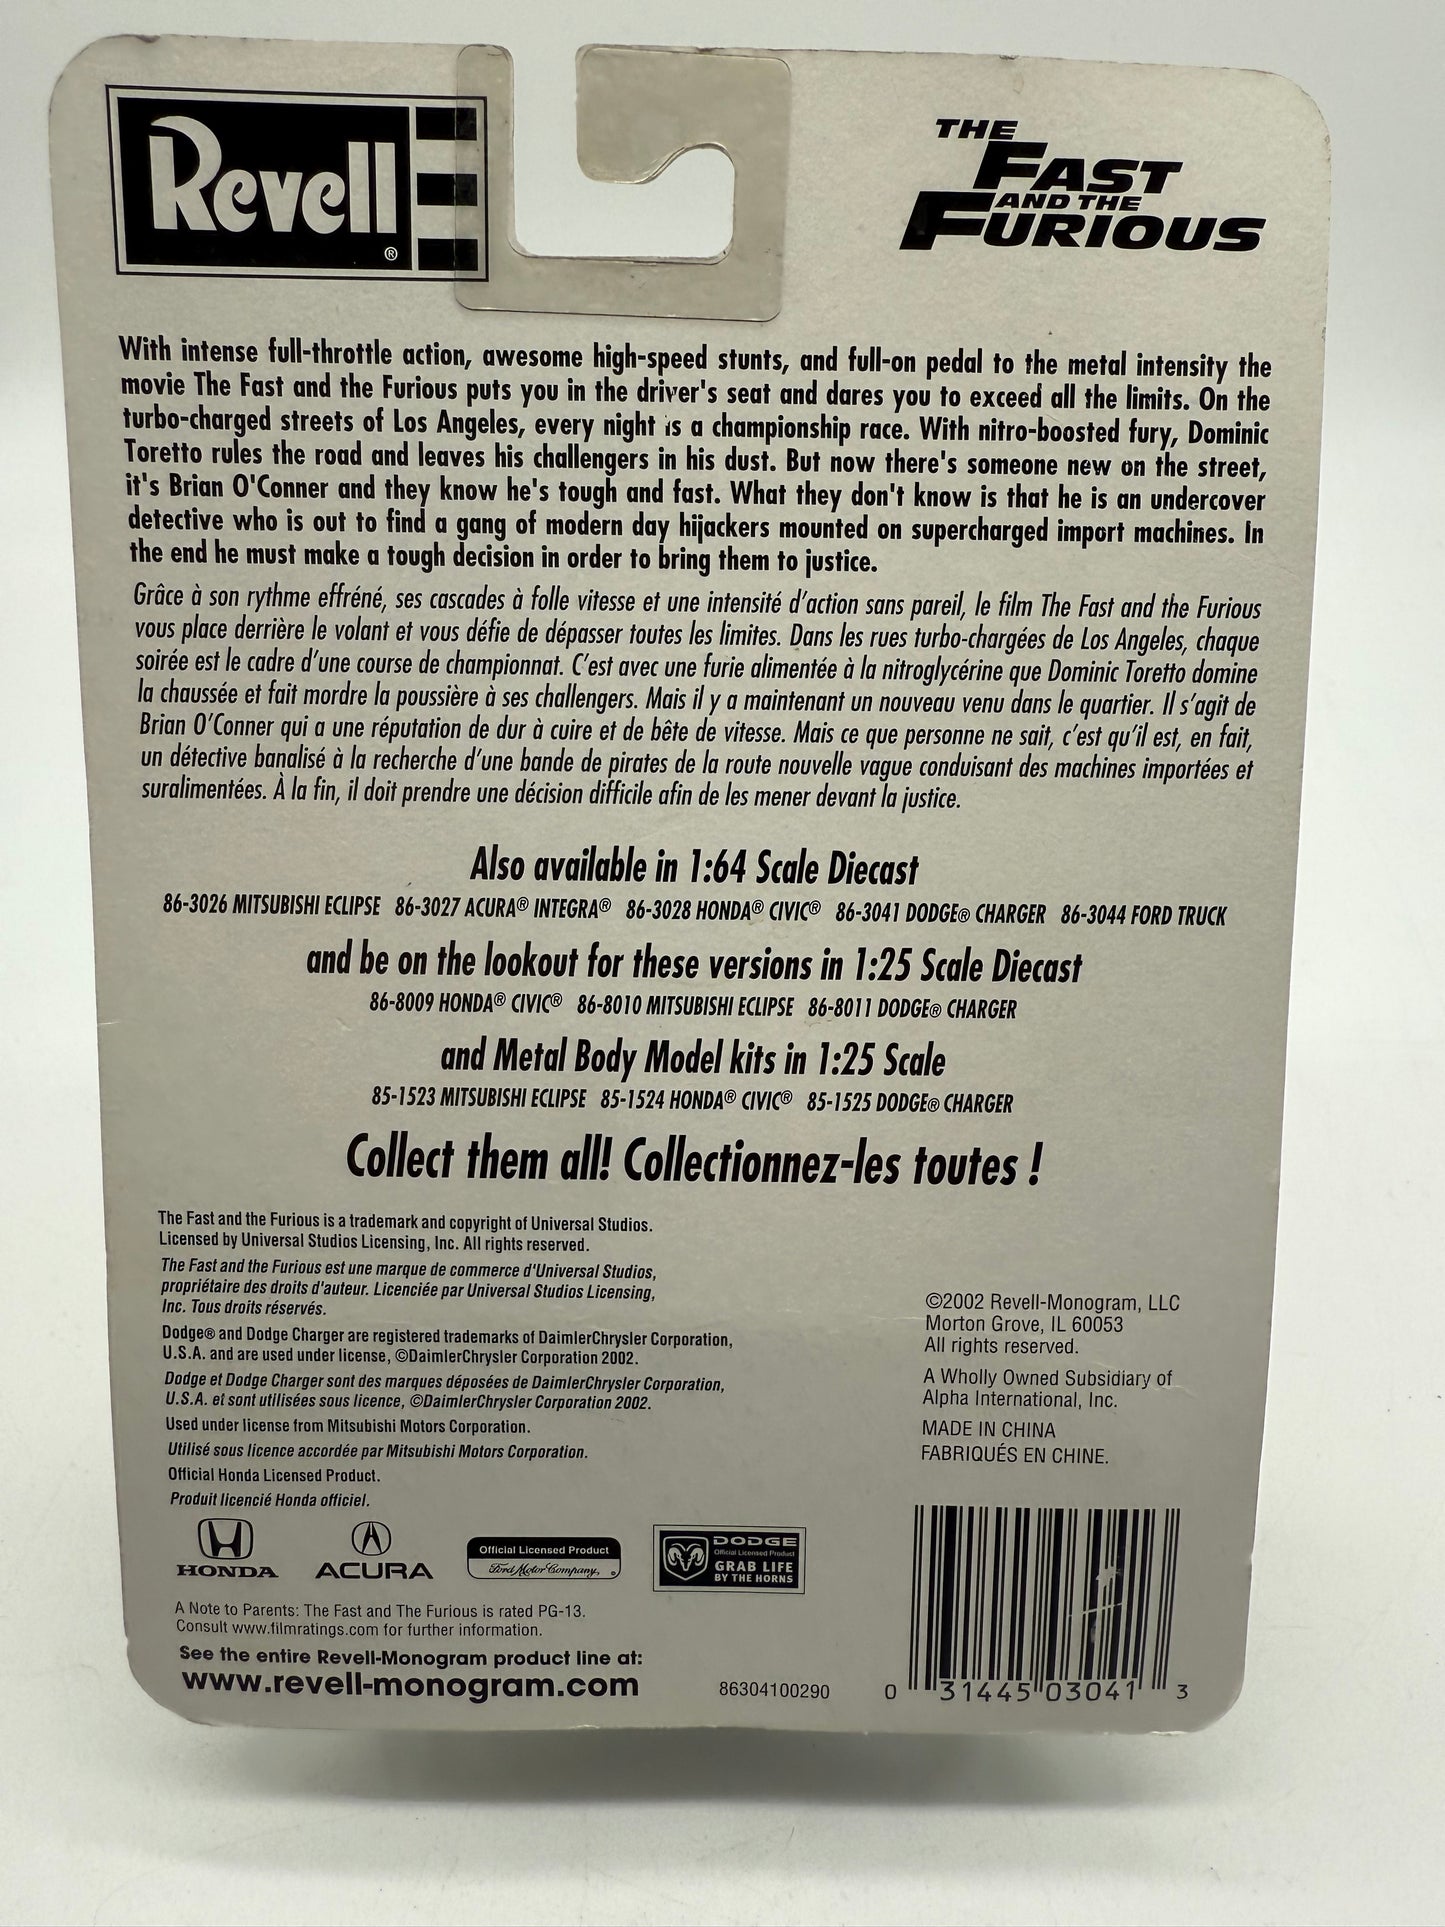 Revell®
THE
FAST
AND THE
FURIOUS
With intense full-throttle action, awesome high-speed stunts, and full-on pedal to the metal intensity the
movie The Fast and the Furious puts you in the driver's seat and dares you to exceed all the limits. On the
turbo-charged streets of Los Angeles, every night is a championship race. With nitro-boosted fury, Dominic
Toretto rules the road and leaves his challengers in his dust. But now there's someone new on the street,
it's Brian O'Conner and they know he's tough and fast. What they don't know is that he is an undercover
detective who is out to find a gang of modern day hijackers mounted on supercharged import machines. In
the end he must make a tough decision in order to bring them to justice.
Grâce à son rythme effréné, ses cascades à folle vitesse et une intensité d'action sans pareil, le film The Fast and the Furious
vous place derrière le volant et vous défie de dépasser toutes les limites. Dans les rues turbo-chargées de Los Angeles, chaque
soirée est le cadre d'une course de championnat. C'est avec une furie alimentée à la nitroglycérine que Dominic Toretto domine
la chaussée et fait mordre la poussière à ses challengers. Mais il y a maintenant un nouveau venu dans le quartier. Il s'agit de
Brian O'Conner qui a une réputation de dur à cuire et de bête de vitesse. Mais ce que personne ne sait, c'est qu'il est, en fait,
un détective banalisé à la recherche d'une bande de pirates de la route nouvelle vague conduisant des machines importées et
suralimentées. À la fin, il doit prendre une décision difficile afin de les mener devant la justice.
Also available in 1:64 Scale Diecast
86-3026 MITSUBISHI ECLIPSE 86-3027 ACURA® INTEGRA® 86-3028 HONDA® CIVIC® 86-3041 DODGE® CHARGER 86-3044 FORD TRUCK
and be on the lookout for these versions in 1:25 Scale Diecast
86-8009 HONDA® CIVIC® 86-8010 MITSUBISHI ECLIPSE 86-8011 DODGE® CHARGER
and Metal Body Model kits in 1:25 Scale
85-1523 MITSUBISHI ECLIPSE 85-1524 HONDA® CIVIC® 85-1525 DODGE® CHARGER
Collect them all! Collectionnez-les toutes !
The Fast and the Furious is a trademark and copyright of Universal Studios.
Licensed by Universal Studios Licensing, Inc. All rights reserved.
The Fast and the Furious est une marque de commerce d'Universal Studios,
propriétaire des droits d'auteur. Licenciée par Universal Studios Licensing,
Inc. Tous droits réservés.
Dodge® and Dodge Charger are registered trademarks of DaimlerChrysler Corporation,
U.S.A. and are used under license, ©DaimlerChrysler Corporation 2002.
Dodge et Dodge Charger sont des marques déposées de DaimlerChrysler Corporation,
U.S.A. et sont utilisées sous licence, ©DaimlerChrysler Corporation 2002.
Used under license from Mitsubishi Motors Corporation.
Utilisé sous licence accordée par Mitsubishi Motors Corporation.
Official Honda Licensed Product.
Produit licencié Honda officiel.
©2002 Revell-Monogram, LLC
Morton Grove, IL 60053
All rights reserved.
A Wholly Owned Subsidiary of
Alpha International, Inc.
MADE IN CHINA
FABRIQUÉS EN CHINE.
HONDA
ACURA
Official Licensed Product
Ford Motor Company,
DODGE
Official Licensed Product
GRAB LIFE
BY THE HORNS
A Note to Parents: The Fast and The Furious is rated PG-13.
Consult www.filmratings.com for further information.
See the entire Revell-Monogram product line at:
www.revell-monogram.com
86304100290
0 31445 03041 3